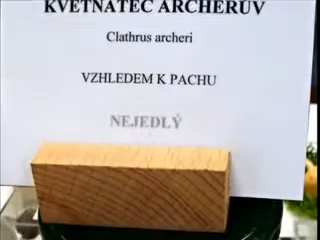 KVĚTNATEC ARCHERŮV
Clathrus archeri
VZHLEDEM K PACHU
NEJEDLÝ